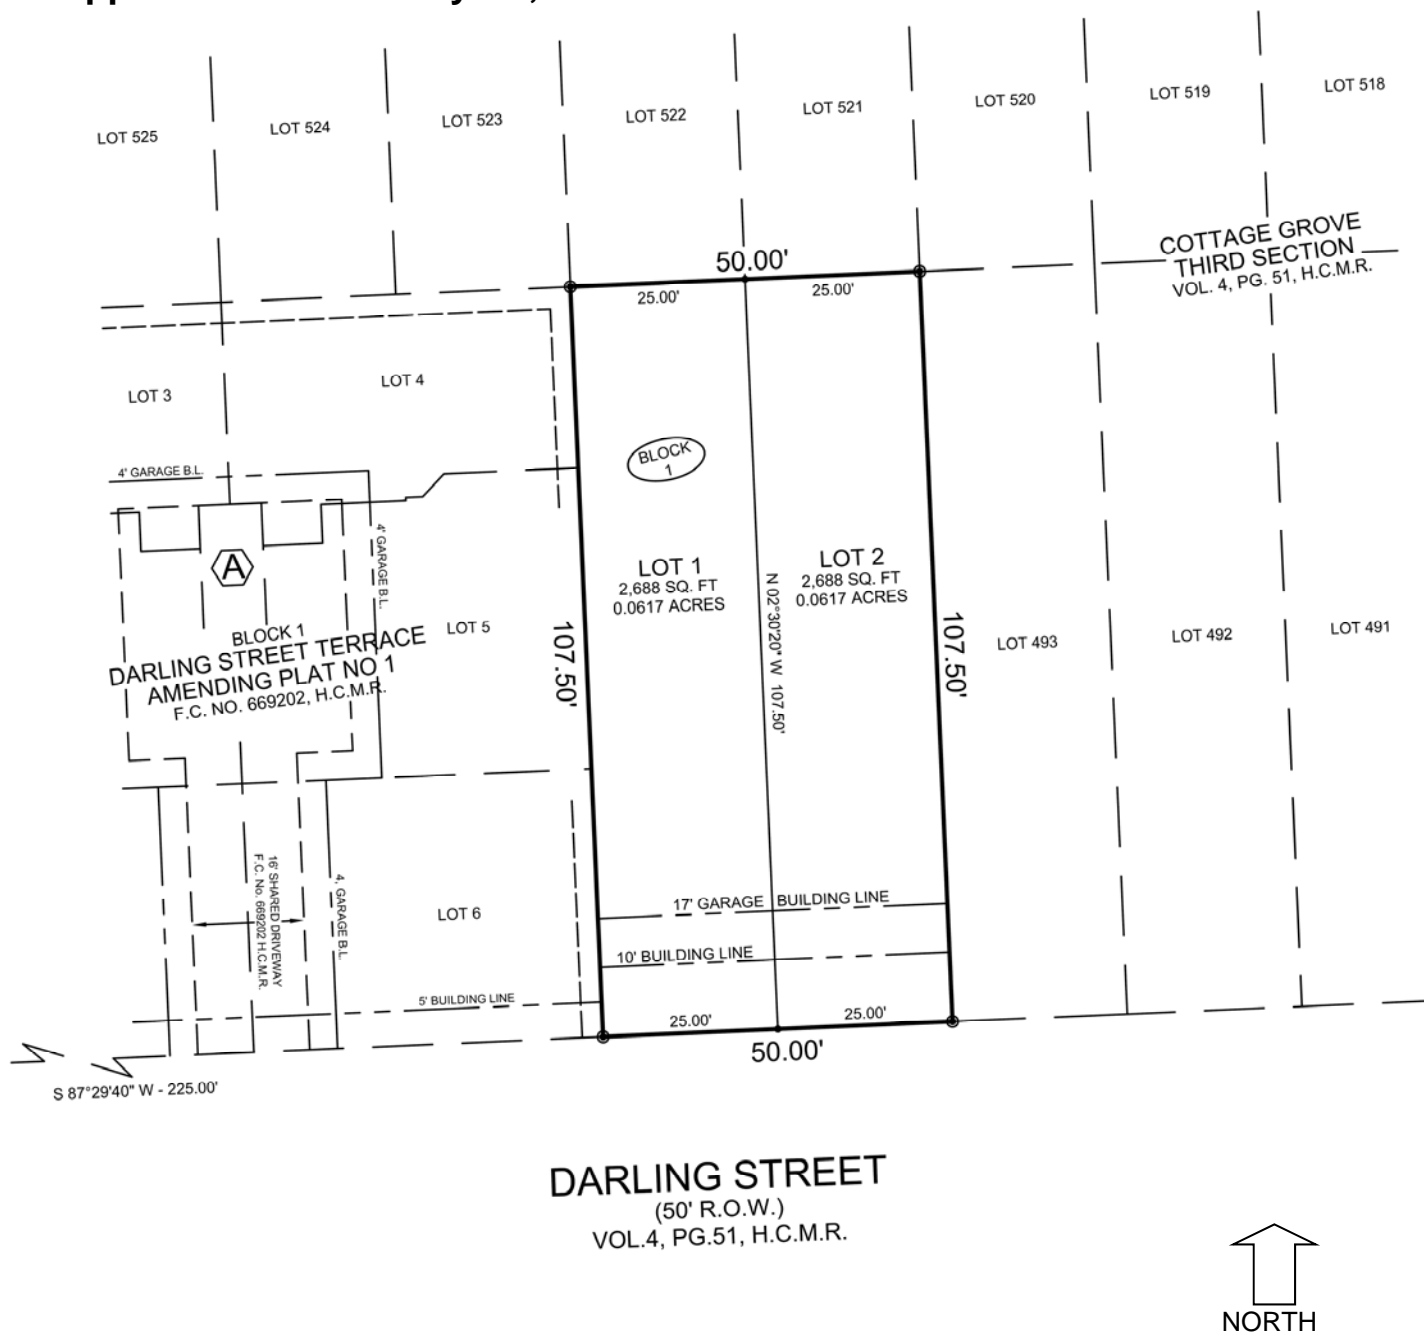 LOT 525
LOT 524
LOT 523
LOT 522
LOT 521
LOT 520
LOT 519
LOT 518
COTTAGE GROVE
THIRD SECTION
VOL. 4, PG. 51, H.C.M.R.
50.00'
25.00'
25.00'
LOT 3
LOT 4
4' GARAGE B.L.
BLOCK
1
A
4' GARAGE B.L.
LOT 1
2,688 SQ. FT
0.0617 ACRES
LOT 2
2,688 SQ. FT
0.0617 ACRES
N 02°30'20" W 107.50'
107.50'
107.50'
BLOCK 1
DARLING STREET TERRACE
AMENDING PLAT NO 1
F.C. NO. 669202, H.C.M.R.
LOT 5
LOT 493
LOT 492
LOT 491
16' SHARED DRIVEWAY
F.C. No. 669202 H.C.M.R.
4, GARAGE B.L.
LOT 6
17' GARAGE BUILDING LINE
10' BUILDING LINE
5' BUILDING LINE
25.00'
25.00'
50.00'
S 87°29'40" W - 225.00'
DARLING STREET
(50' R.O.W.)
VOL.4, PG.51, H.C.M.R.
NORTH